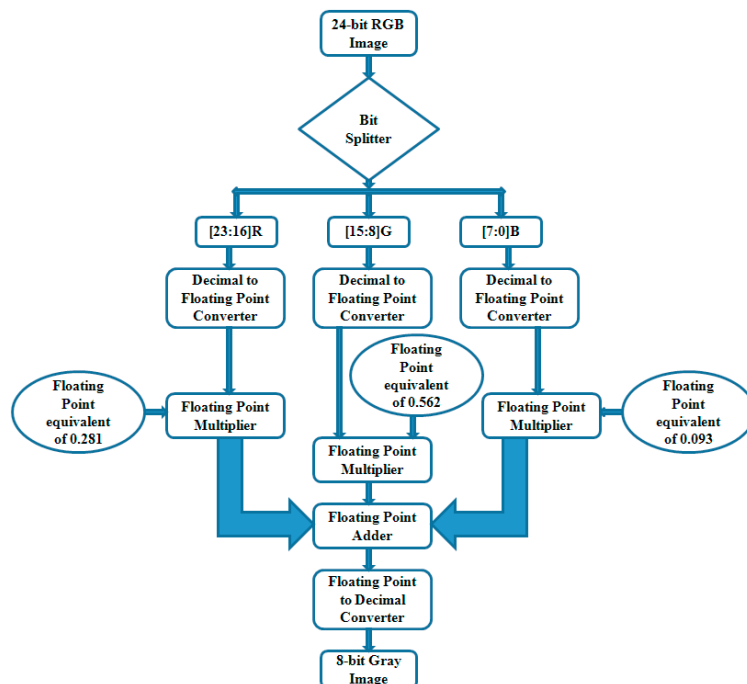 24-bit RGB
Image
Bit
Splitter
[23:16]R
[15:8]G
[7:0]B
Decimal to
Floating Point
Converter
Decimal to
Floating Point
Converter
Decimal to
Floating Point
Converter
Floating
Point
equivalent
of 0.281
Floating Point
Multiplier
Floating
Point
equivalent
of 0.562
Floating Point
Multiplier
Floating Point
Multiplier
Floating
Point
equivalent
of 0.093
Floating Point
Adder
Floating Point
to Decimal
Converter
8-bit Gray
Image